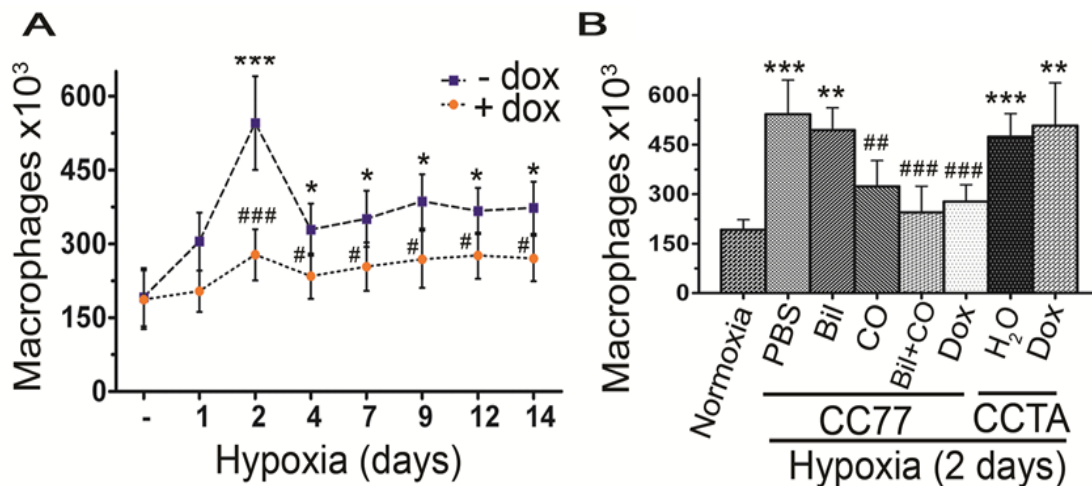 A
Macrophages x10³
600
450
300
150
0
***
###
*
*
*
*
*
#
#
#
#
#
- dox
+ dox
- 1 2 4 7 9 12 14
Hypoxia (days)
B
Macrophages x10³
600
450
300
150
0
***
**
##
###
###
***
**
Normoxia
PBS
Bil
CO
Bil+CO
Dox
H₂O
Dox
CC77 CCTA
Hypoxia (2 days)